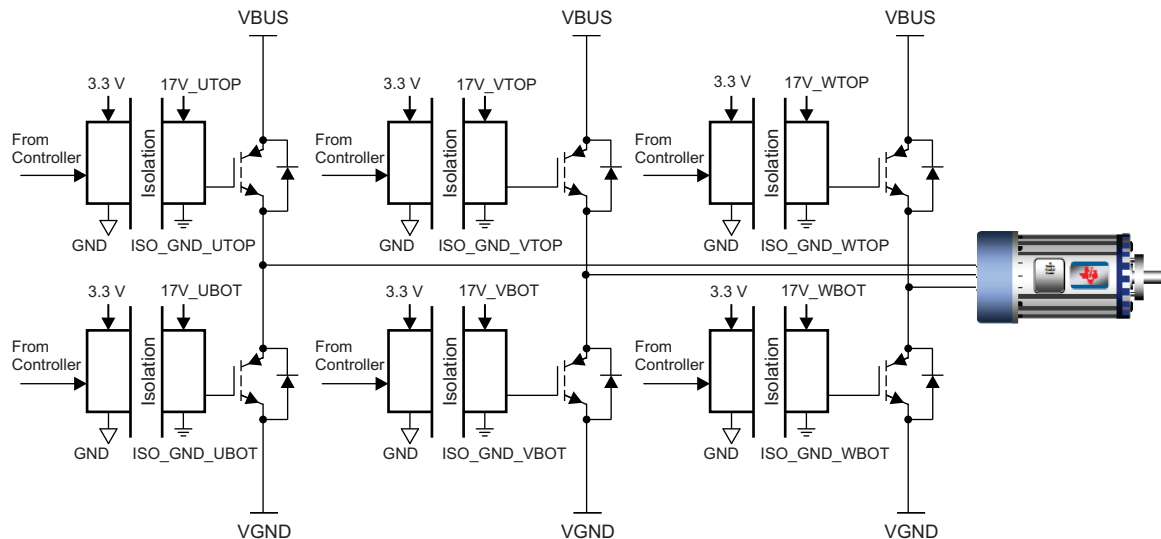 VBUS VBUS VBUS
3.3 V 17V_UTOP 3.3 V 17V_VTOP 3.3 V 17V_WTOP
From
Controller
Isolation
From
Controller
Isolation
From
Controller
Isolation
GND ISO_GND_UTOP GND ISO_GND_VTOP GND ISO_GND_WTOP
3.3 V 17V_UBOT 3.3 V 17V_VBOT 3.3 V 17V_WBOT
From
Controller
Isolation
From
Controller
Isolation
From
Controller
Isolation
GND ISO_GND_UBOT GND ISO_GND_VBOT GND ISO_GND_WBOT
VGND VGND VGND